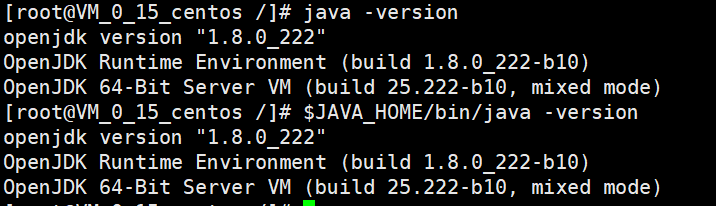 [root@VM_0_15_centos /]# java -version
openjdk version "1.8.0_222"
OpenJDK Runtime Environment (build 1.8.0_222-b10)
OpenJDK 64-Bit Server VM (build 25.222-b10, mixed mode)
[root@VM_0_15_centos /]# $JAVA_HOME/bin/java -version
openjdk version "1.8.0_222"
OpenJDK Runtime Environment (build 1.8.0_222-b10)
OpenJDK 64-Bit Server VM (build 25.222-b10, mixed mode)
[root@VM_0_15_centos /]#